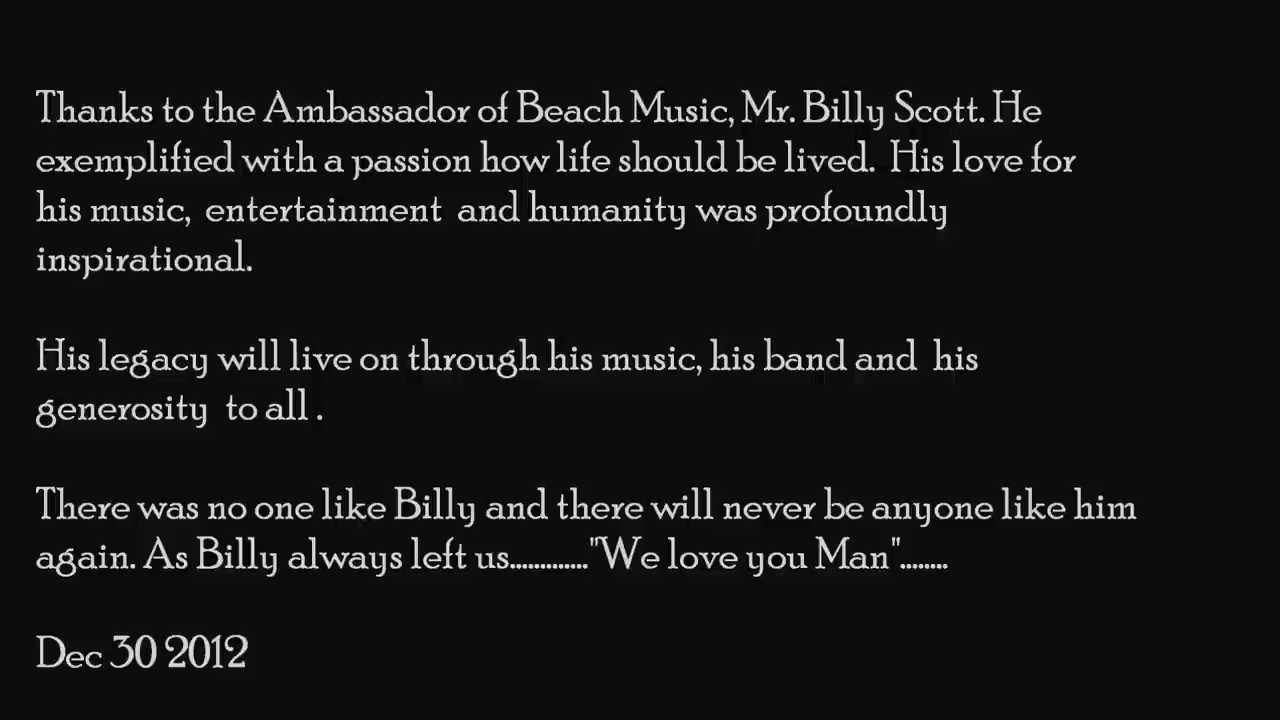 Thanks to the Ambassador of Beach Music, Mr. Billy Scott. He
exemplified with a passion how life should be lived.  His love for
his music,  entertainment  and humanity was profoundly
inspirational.
His legacy will live on through his music, his band and  his
generosity  to all .
There was no one like Billy and there will never be anyone like him
again. As Billy always left us............."We love you Man"........
Dec 30 2012